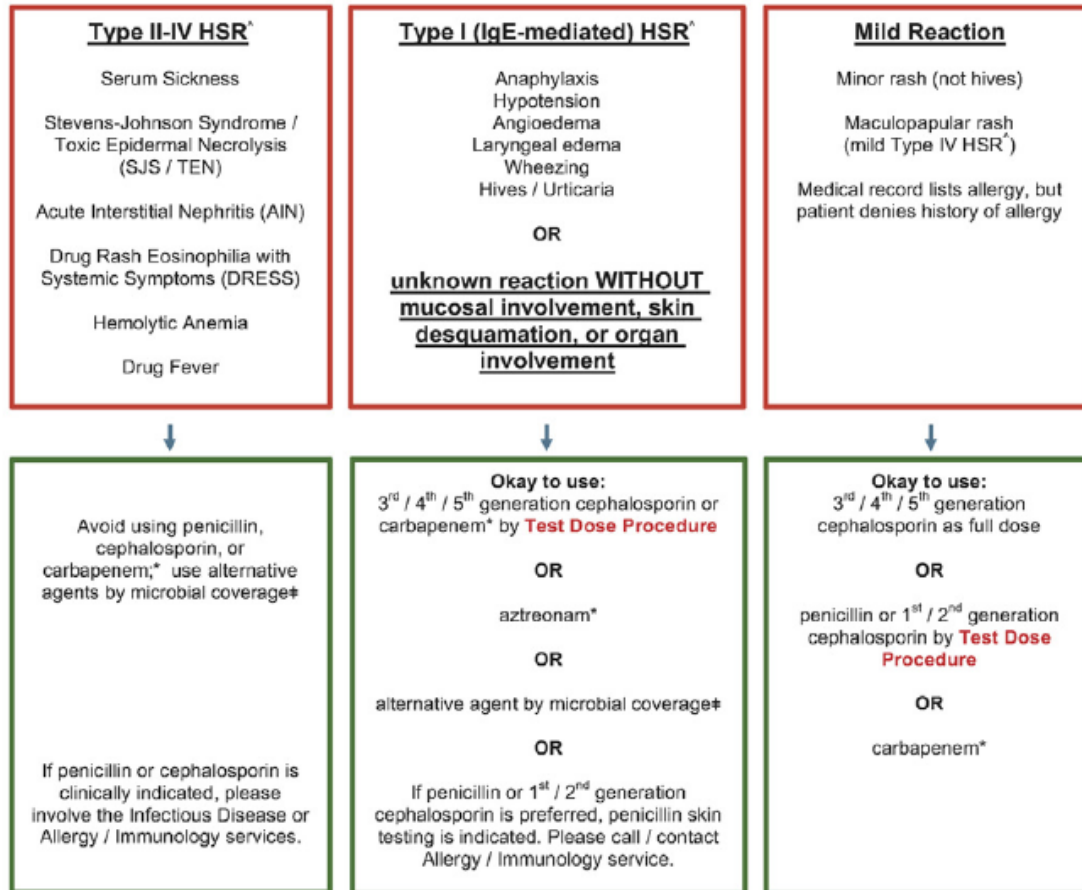 Type II-IV HSR^
Serum Sickness
Stevens-Johnson Syndrome /
Toxic Epidermal Necrolysis
(SJS / TEN)
Acute Interstitial Nephritis (AIN)
Drug Rash Eosinophilia with
Systemic Symptoms (DRESS)
Hemolytic Anemia
Drug Fever
Type I (IgE-mediated) HSR^
Anaphylaxis
Hypotension
Angioedema
Laryngeal edema
Wheezing
Hives / Urticaria
OR
unknown reaction WITHOUT
mucosal involvement, skin
desquamation, or organ
involvement
Mild Reaction
Minor rash (not hives)
Maculopapular rash
(mild Type IV HSR^)
Medical record lists allergy, but
patient denies history of allergy
Avoid using penicillin,
cephalosporin, or
carbapenem;* use alternative
agents by microbial coverage‡
If penicillin or cephalosporin is
clinically indicated, please
involve the Infectious Disease or
Allergy / Immunology services.
Okay to use:
3rd / 4th / 5th generation cephalosporin or
carbapenem* by Test Dose Procedure
OR
aztreonam*
OR
alternative agent by microbial coverage‡
OR
If penicillin or 1st / 2nd generation
cephalosporin is preferred, penicillin skin
testing is indicated. Please call / contact
Allergy / Immunology service.
Okay to use:
3rd / 4th / 5th generation
cephalosporin as full dose
OR
penicillin or 1st / 2nd generation
cephalosporin by Test Dose
Procedure
OR
carbapenem*